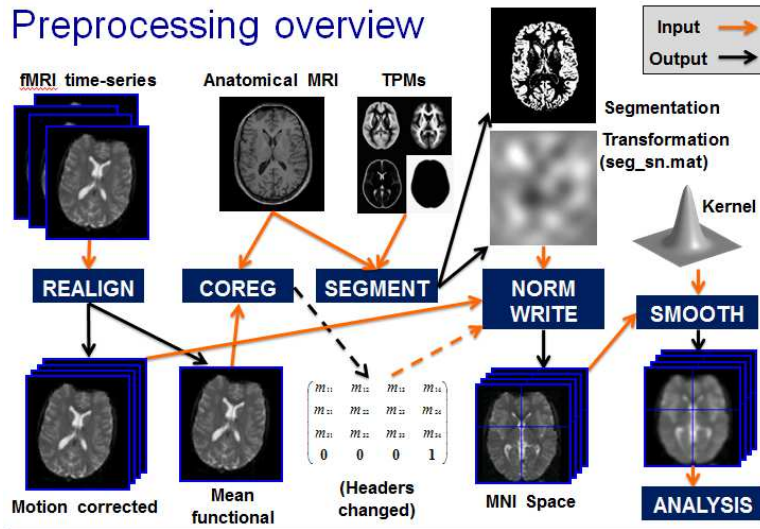 Preprocessing overview
Input
Output
fMRI time-series
Anatomical MRI
TPMs
Segmentation
Transformation
(seg_sn.mat)
Kernel
REALIGN
COREG
SEGMENT
NORM
WRITE
SMOOTH
m₁₁ m₁₂ m₁₃ m₁₄
m₂₁ m₂₂ m₂₃ m₂₄
m₃₁ m₃₂ m₃₃ m₃₄
0 0 0 1
Motion corrected
Mean
functional
(Headers
changed)
MNI Space
ANALYSIS